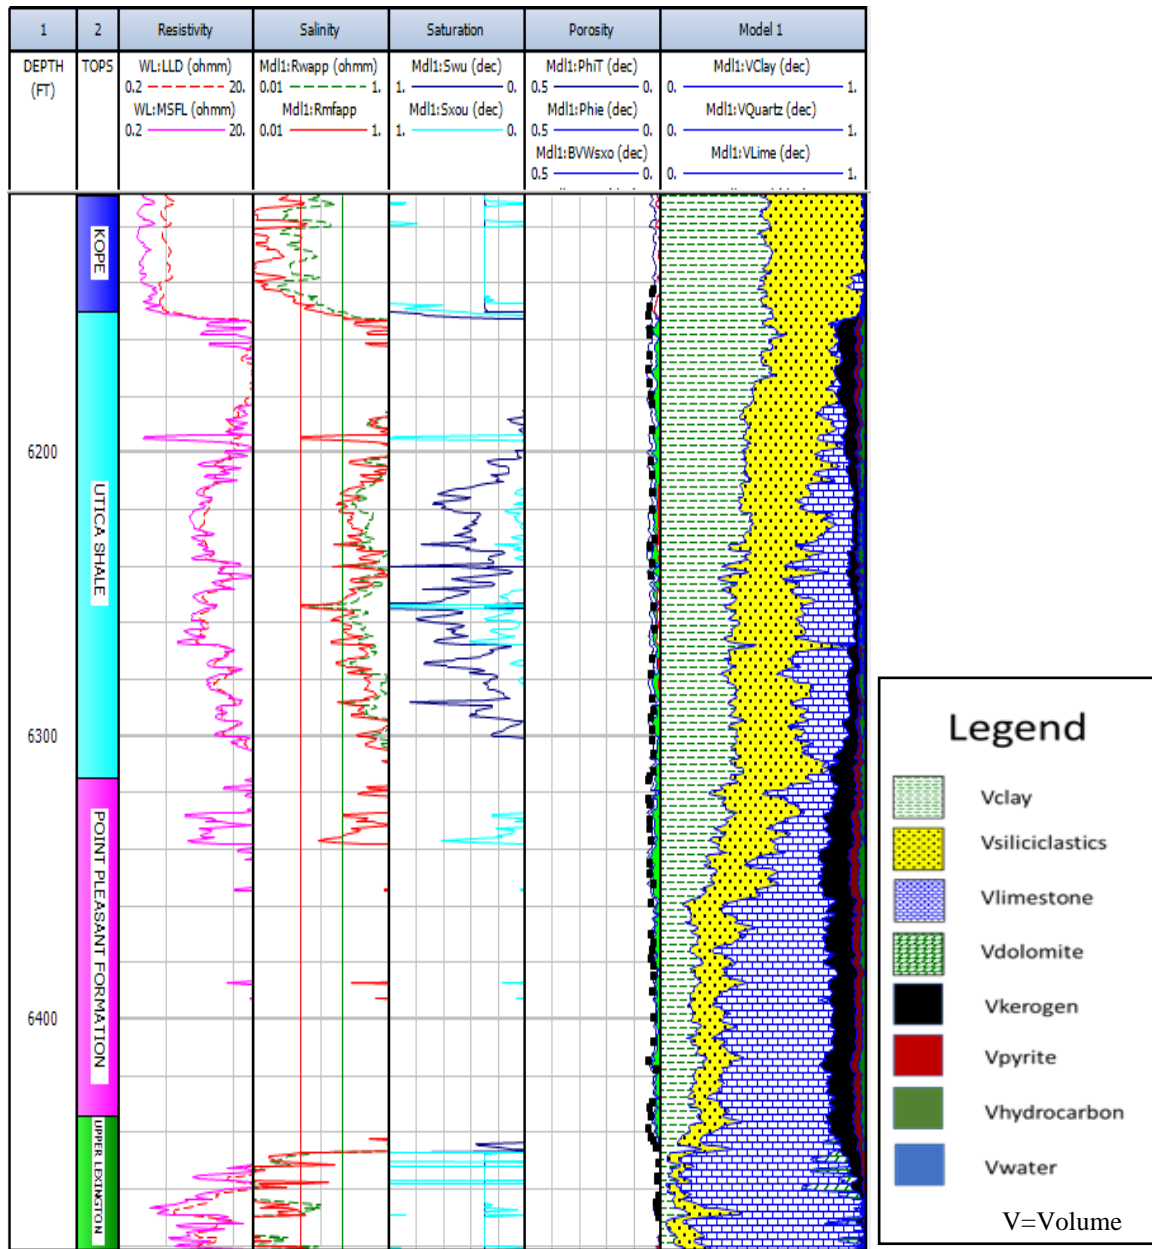 1 2 Resistivity Salinity Saturation Porosity Model 1
DEPTH TOPS WL:LLD (ohmm) Mdl1:Rwapp (ohmm) Mdl1:Swu (dec) Mdl1:PhiT (dec) Mdl1:VClay (dec)
(FT) 0.2 20. 0.01 1. 1. 0. 0.5 0. 0. 1.
WL:MSFL (ohmm) Mdl1:Rmfapp Mdl1:Sxou (dec) Mdl1:Phie (dec) Mdl1:VQuartz (dec)
0.2 20. 0.01 1. 1. 0. 0.5 0. 0. 1.
Mdl1:BVWsxo (dec) Mdl1:VLime (dec)
0.5 0. 0. 1.
KOPE
6200
UTICA SHALE
6300
POINT PLEASANT FORMATION
6400
UPPER LEXINGTON
Legend
Vclay
Vsiliciclastics
Vlimestone
Vdolomite
Vkerogen
Vpyrite
Vhydrocarbon
Vwater
V=Volume